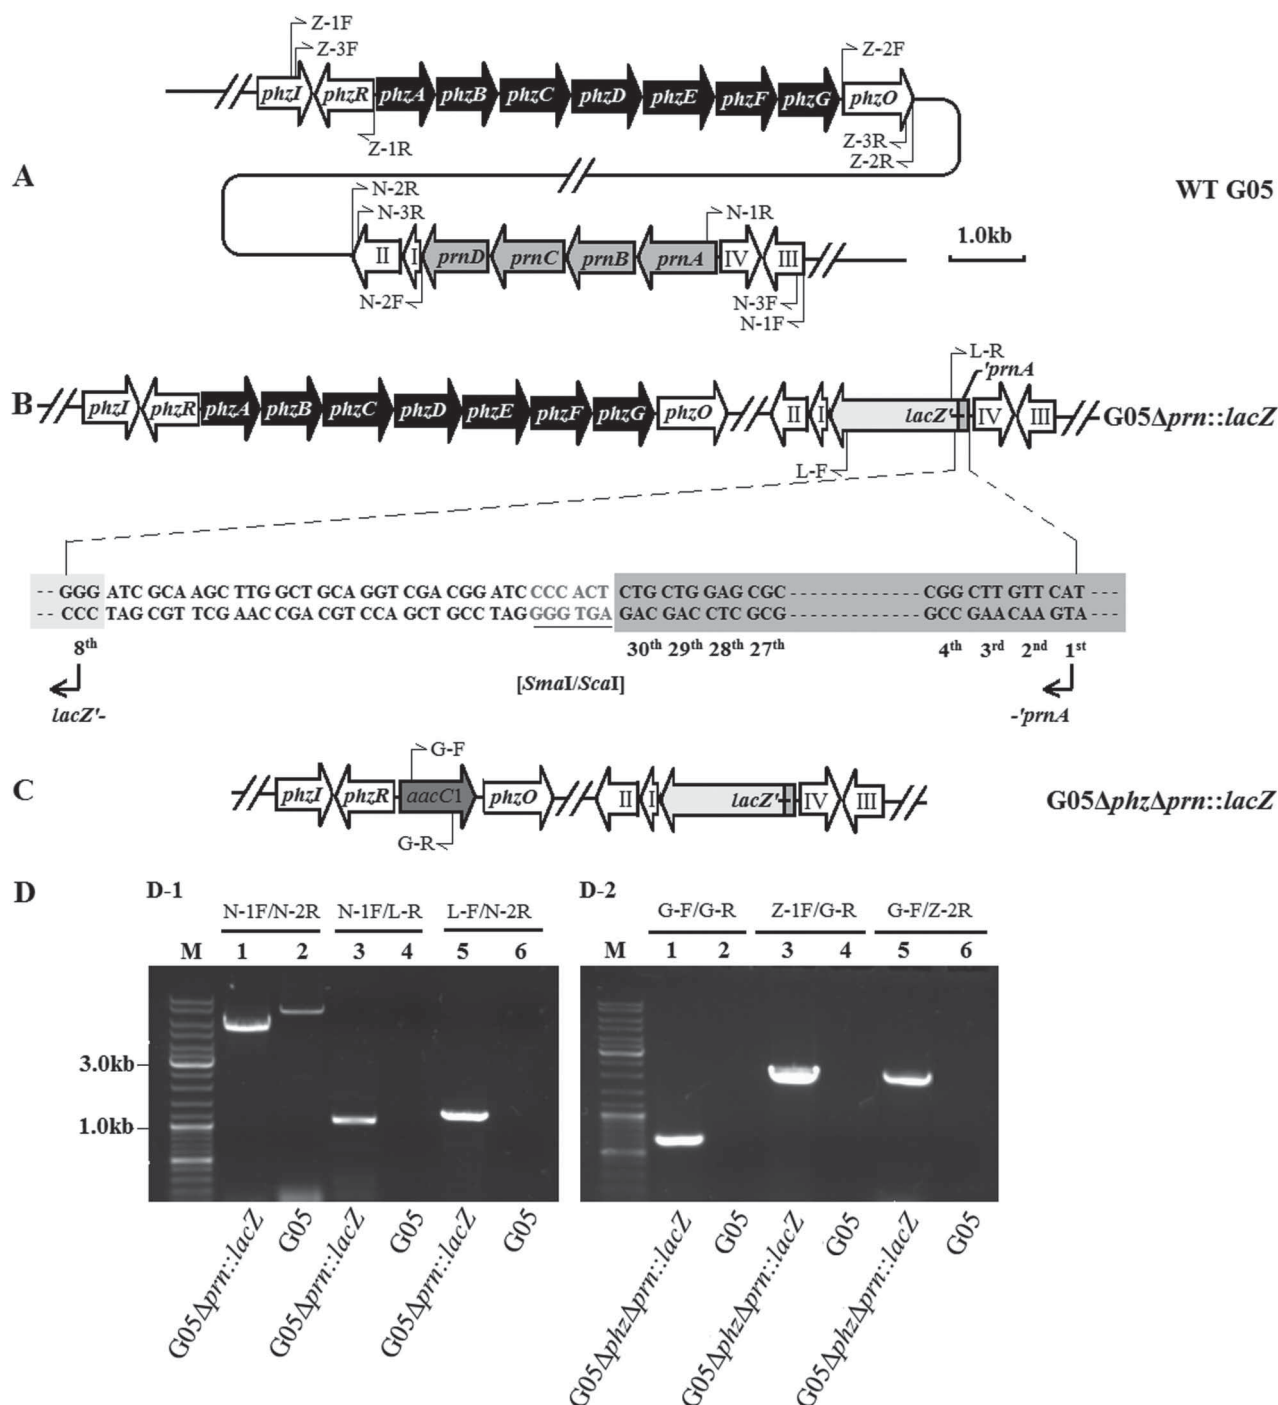 Z-1F
Z-3F
Z-2F
phzI phzR phzA phzB phzC phzD phzE phzF phzG phzO
Z-1R
Z-3R
Z-2R
A
WT G05
N-2R
N-3R
N-1R
1.0kb
II I prnD prnC prnB prnA IV III
N-2F
N-3F
N-1F
L-R
'prnA
B
phzI phzR phzA phzB phzC phzD phzE phzF phzG phzO II I lacZ' IV III
G05Δprn::lacZ
L-F
-- GGG ATC GCA AGC TTG GCT GCA GGT CGA CGG ATC CCC ACT CTG CTG GAG CGC ------------- CGG CTT GTT CAT ---
-- CCC TAG CGT TCG AAC CGA CGT CCA GCT GCC TAG GGG TGA GAC GAC CTC GCG ------------- GCC GAA CAA GTA ---
8th 30th 29th 28th 27th 4th 3rd 2nd 1st
[SmaI/ScaI]
lacZ'- -'prnA
C
G-F
phzI phzR aacC1 phzO II I lacZ' IV III
G05ΔphzΔprn::lacZ
G-R
D
D-1
N-1F/N-2R N-1F/L-R L-F/N-2R
M 1 2 3 4 5 6
3.0kb
1.0kb
G05Δprn::lacZ G05 G05Δprn::lacZ G05 G05Δprn::lacZ G05
D-2
G-F/G-R Z-1F/G-R G-F/Z-2R
M 1 2 3 4 5 6
G05ΔphzΔprn::lacZ G05 G05ΔphzΔprn::lacZ G05 G05ΔphzΔprn::lacZ G05